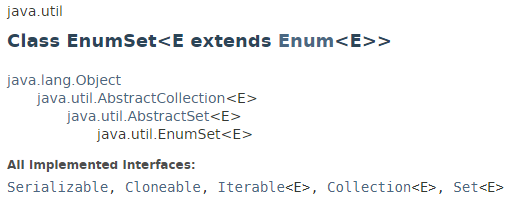 java.util
Class EnumSet<E extends Enum<E>>
java.lang.Object
java.util.AbstractCollection<E>
java.util.AbstractSet<E>
java.util.EnumSet<E>
All Implemented Interfaces:
Serializable, Cloneable, Iterable<E>, Collection<E>, Set<E>